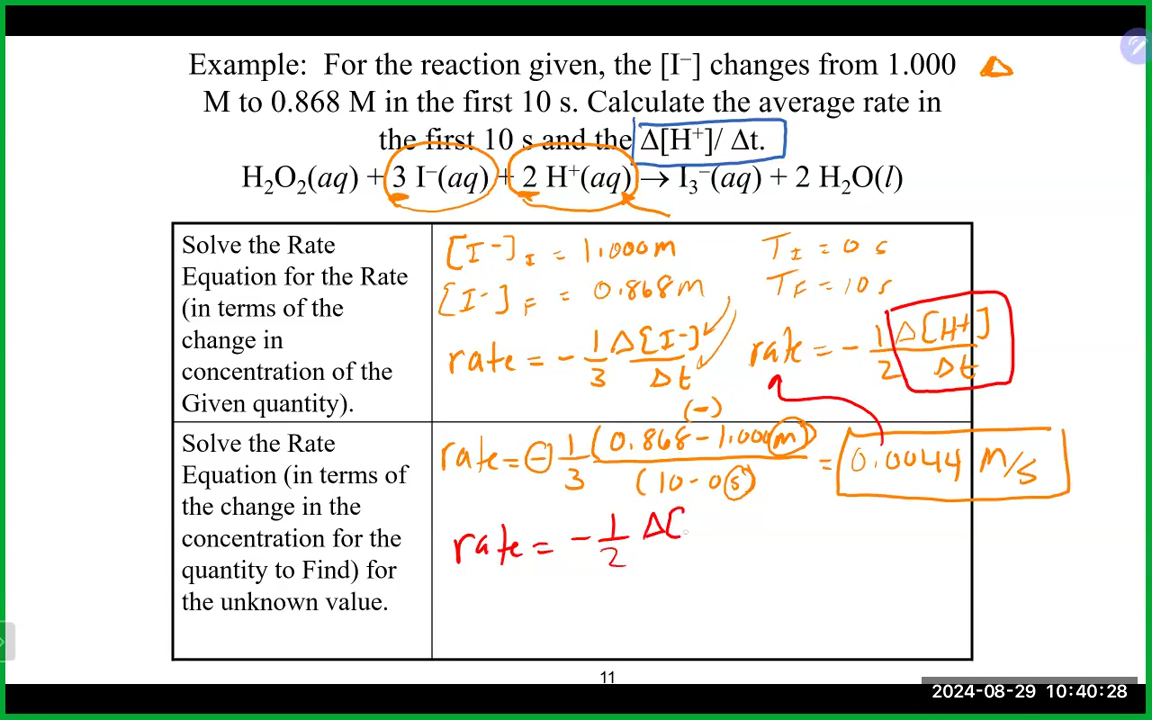 Example: For the reaction given, the [I⁻] changes from 1.000
M to 0.868 M in the first 10 s. Calculate the average rate in
the first 10 s and the Δ[H⁺]/ Δt.
H₂O₂(aq) + 3 I⁻(aq) + 2 H⁺(aq) → I₃⁻(aq) + 2 H₂O(l)
Solve the Rate
Equation for the Rate
(in terms of the
change in
concentration of the
Given quantity).
[I-]I = 1.000m
TI = 0 s
[I-]F = 0.868m
TF = 10 s
rate = - 1/3 Δ[I-]/Δt
rate = - 1/2 Δ[H+]/Δt
Solve the Rate
Equation (in terms of
the change in the
concentration for the
quantity to Find) for
the unknown value.
(-)
rate = - 1/3 (0.868 - 1.000m)/(10 - 0s) = 0.0044 M/s
rate = - 1/2 Δ[
11
2024-08-29 10:40:28